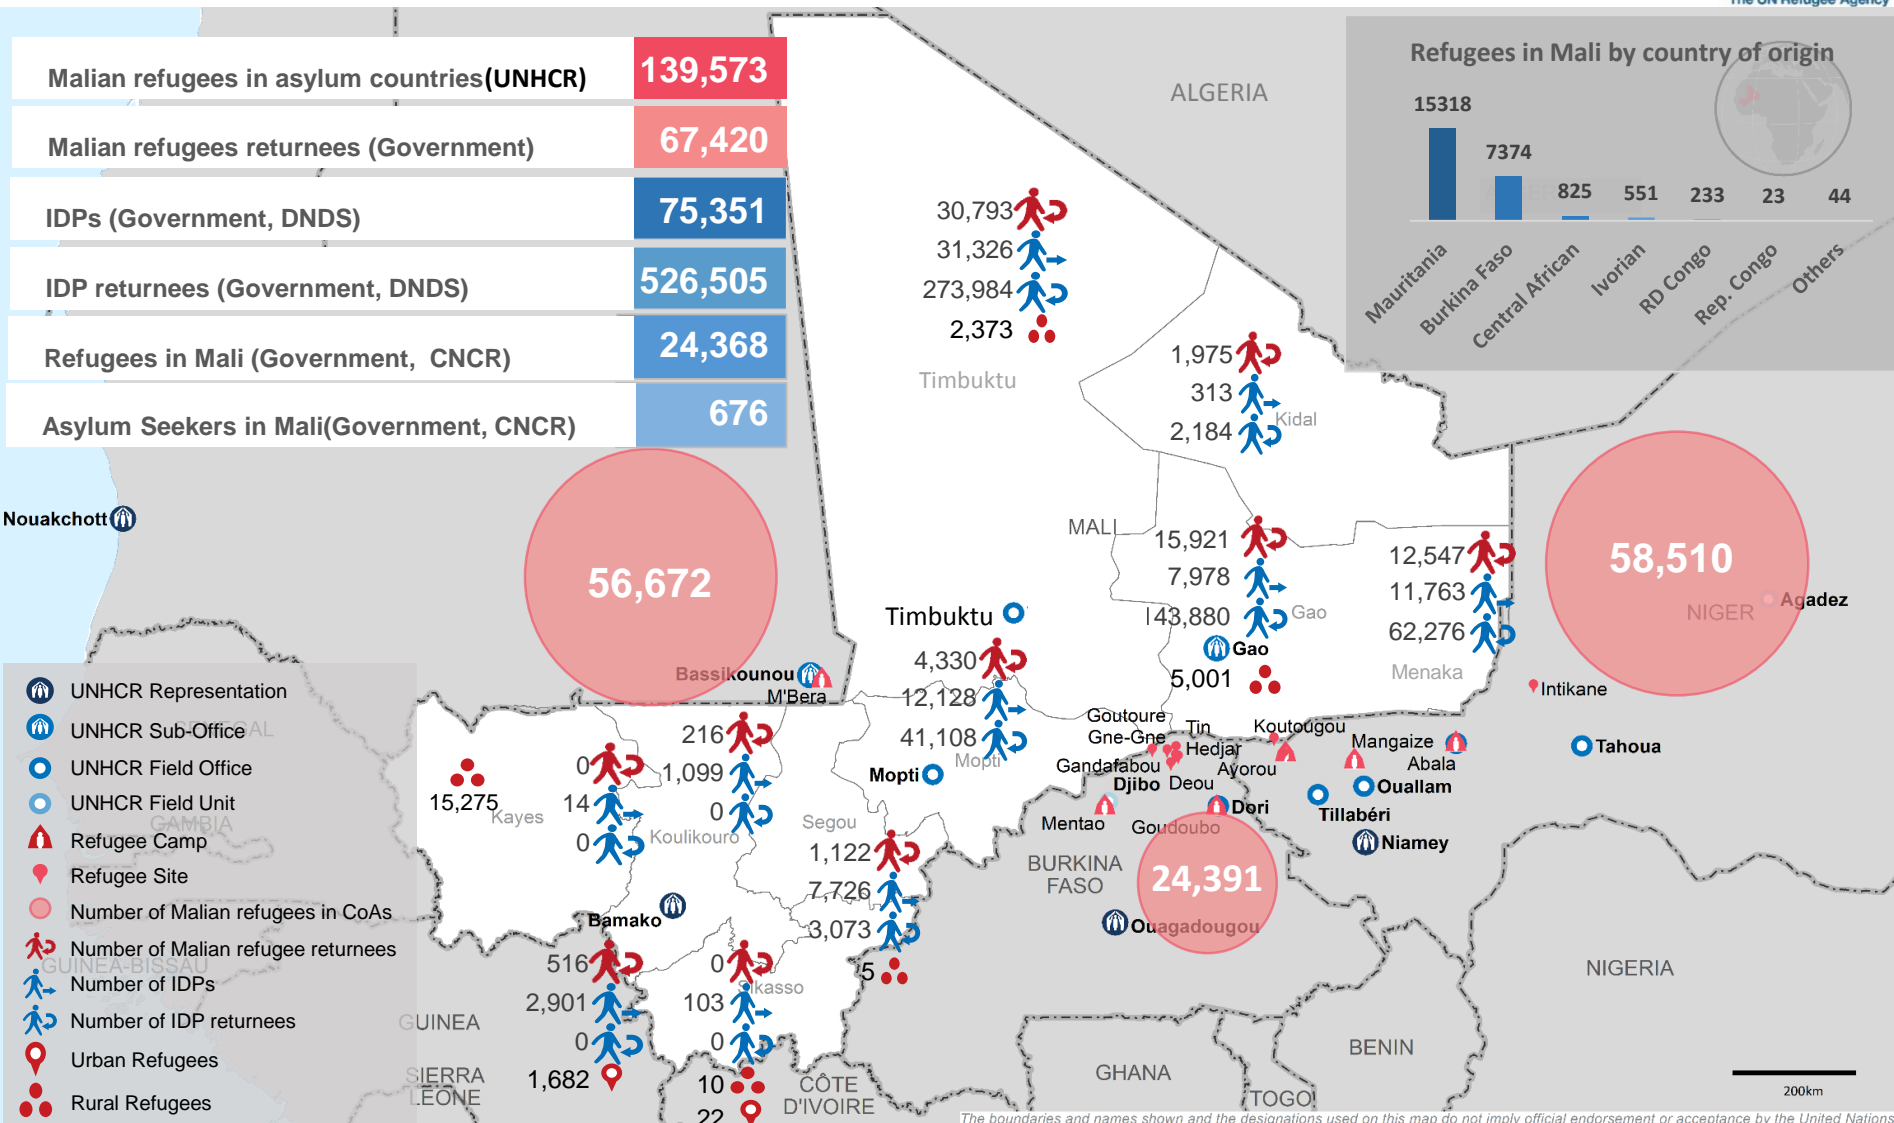 The UN Refugee Agency
Malian refugees in asylum countries(UNHCR) 139,573
Malian refugees returnees (Government) 67,420
IDPs (Government, DNDS) 75,351
IDP returnees (Government, DNDS) 526,505
Refugees in Mali (Government, CNCR) 24,368
Asylum Seekers in Mali(Government, CNCR) 676
Refugees in Mali by country of origin
15318
7374
825
551
233
23
44
Mauritania
Burkina Faso
Central African
Ivorian
RD Congo
Rep. Congo
Others
ALGERIA
30,793
31,326
273,984
2,373
Timbuktu
1,975
313
2,184
Kidal
Nouakchott
56,672
MALI
15,921
7,978
143,880
Gao
Gao
5,001
12,547
11,763
62,276
Menaka
58,510
NIGER
Agadez
Timbuktu
4,330
12,128
41,108
Mopti
Mopti
Bassikounou
M'Bera
Intikane
Tahoua
Goutoure
Gne-Gne
Tin
Hedjar
Koutougou
Mangaize
Abala
Gandafabou
Djibo
Deou
Ayorou
Ouallam
Tillabéri
Niamey
Mentao
Goudoubo
Dori
BURKINA
FASO
24,391
Ouagadougou
216
1,099
0
Koulikouro
0
14
0
15,275
Kayes
Segou
1,122
7,726
3,073
5
Bamako
516
2,901
0
1,682
0
Sikasso
103
0
10
22
UNHCR Representation
UNHCR Sub-Office
UNHCR Field Office
UNHCR Field Unit
Refugee Camp
Refugee Site
Number of Malian refugees in CoAs
Number of Malian refugee returnees
Number of IDPs
Number of IDP returnees
Urban Refugees
Rural Refugees
SENEGAL
GAMBIA
GUINEA-BISSAU
GUINEA
SIERRA
LEONE
CÔTE
D'IVOIRE
GHANA
TOGO
BENIN
NIGERIA
200km
The boundaries and names shown and the designations used on this map do not imply official endorsement or acceptance by the United Nations